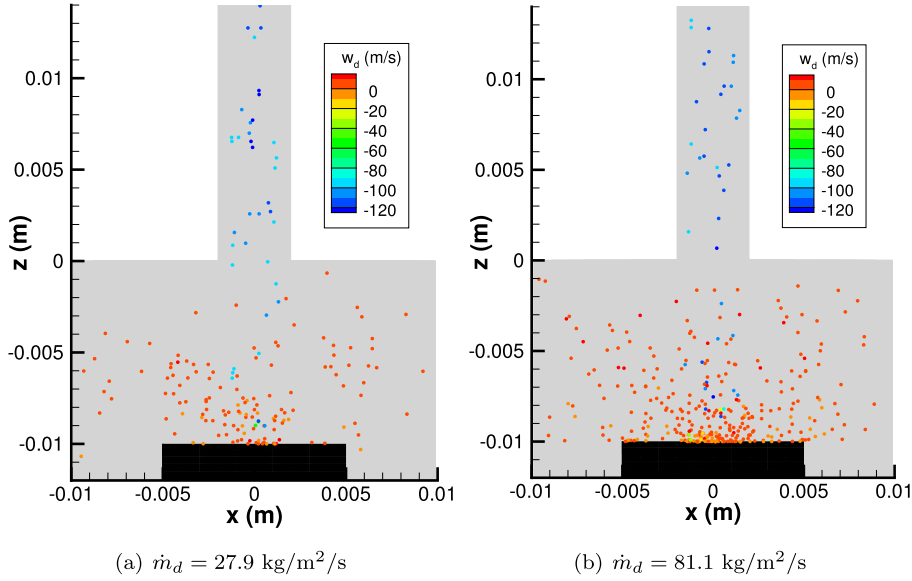 z (m)
0.01
0.005
0
-0.005
-0.01
-0.01 -0.005 0 0.005 0.01
x (m)
w_d (m/s)
0
-20
-40
-60
-80
-100
-120
(a) ṁ_d = 27.9 kg/m²/s
z (m)
0.01
0.005
0
-0.005
-0.01
-0.01 -0.005 0 0.005 0.01
x (m)
w_d (m/s)
0
-20
-40
-60
-80
-100
-120
(b) ṁ_d = 81.1 kg/m²/s